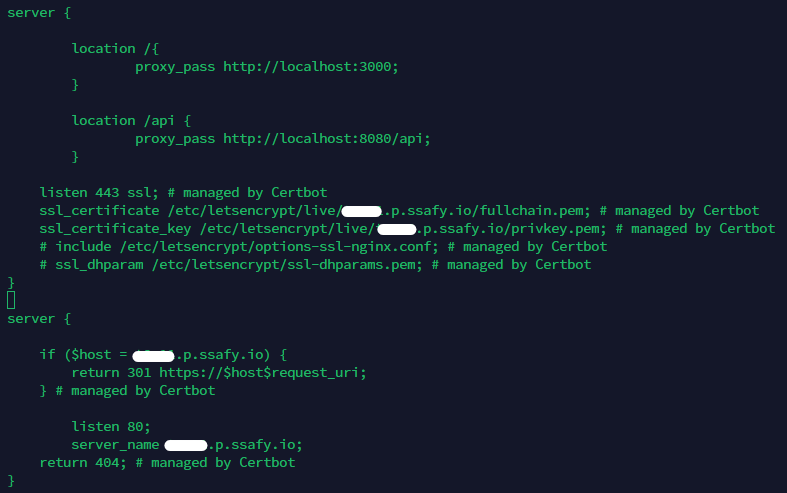 server {
location /{
proxy_pass http://localhost:3000;
}
location /api {
proxy_pass http://localhost:8080/api;
}
listen 443 ssl; # managed by Certbot
ssl_certificate /etc/letsencrypt/live/ .p.ssafy.io/fullchain.pem; # managed by Certbot
ssl_certificate_key /etc/letsencrypt/live/ .p.ssafy.io/privkey.pem; # managed by Certbot
# include /etc/letsencrypt/options-ssl-nginx.conf; # managed by Certbot
# ssl_dhparam /etc/letsencrypt/ssl-dhparams.pem; # managed by Certbot
}
server {
if ($host = .p.ssafy.io) {
return 301 https://$host$request_uri;
} # managed by Certbot
listen 80;
server_name .p.ssafy.io;
return 404; # managed by Certbot
}